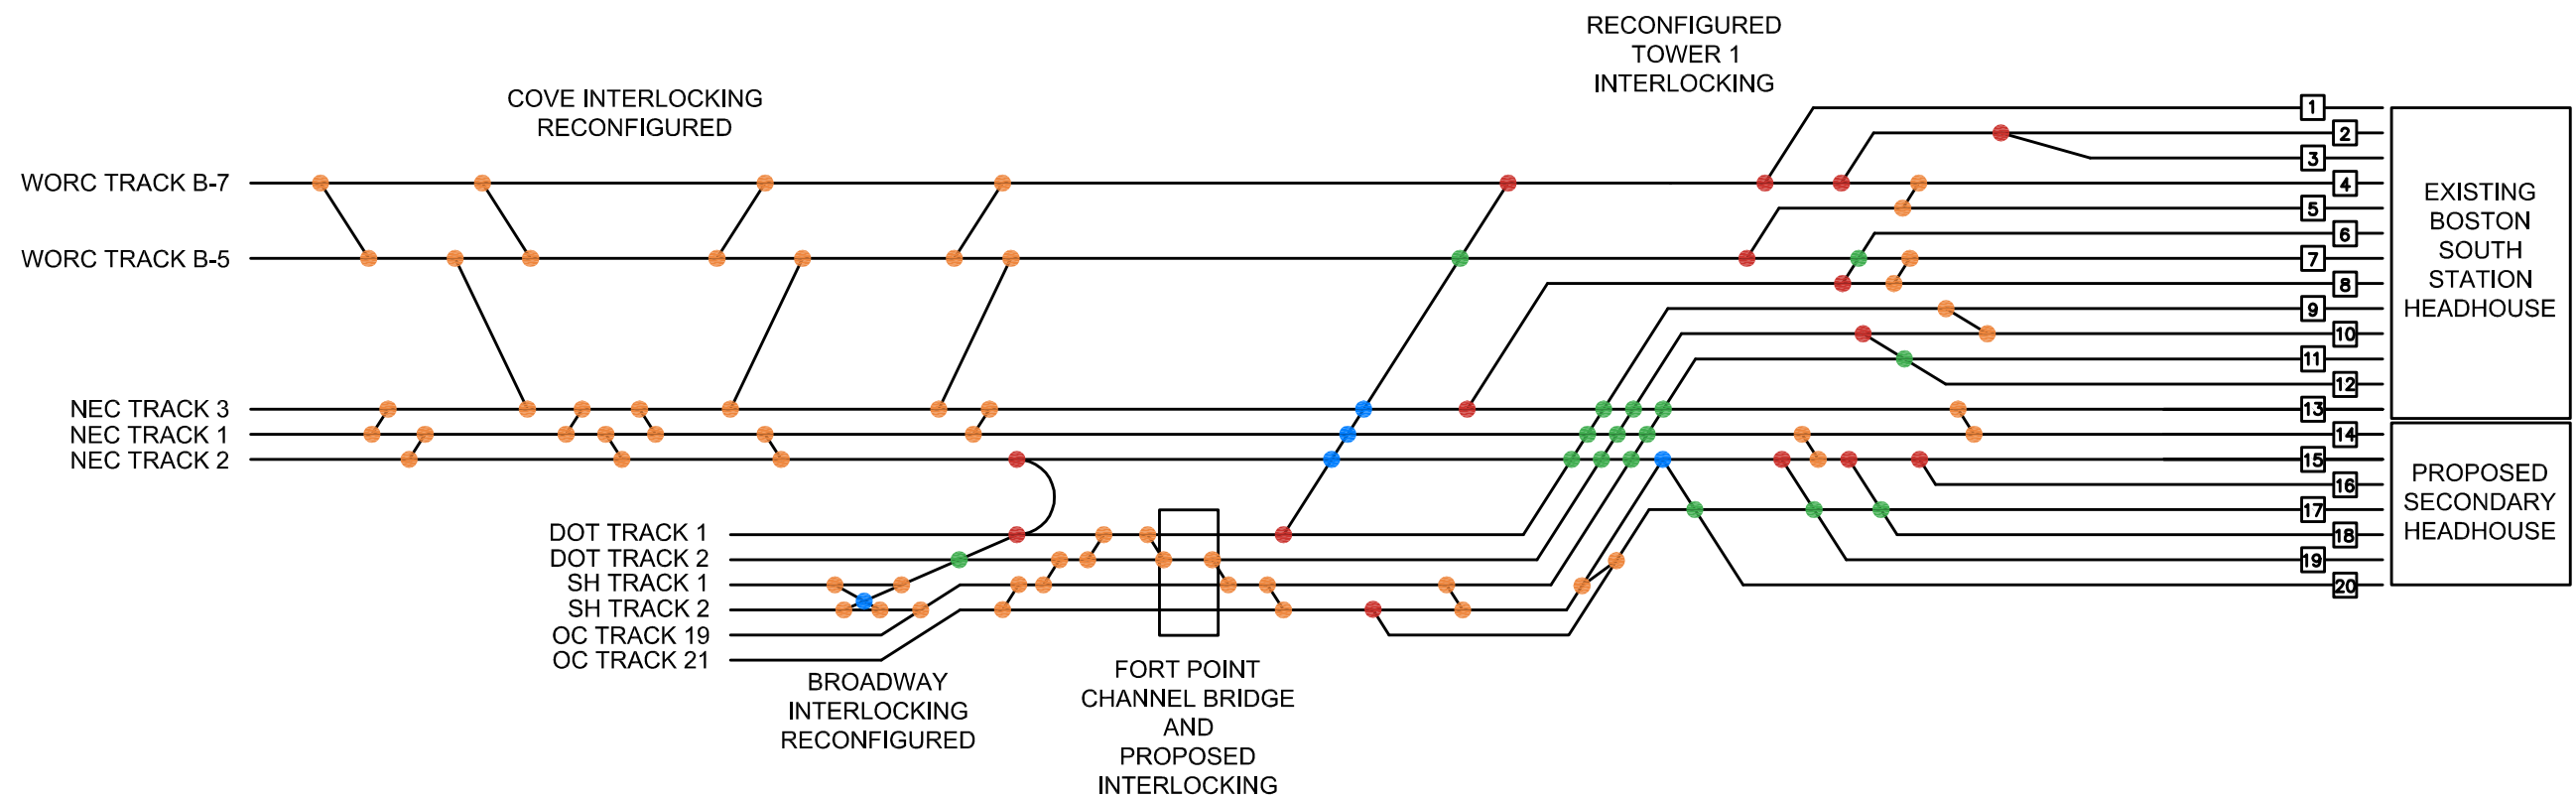 RECONFIGURED
TOWER 1
INTERLOCKING
COVE INTERLOCKING
RECONFIGURED
WORC TRACK B-7
WORC TRACK B-5
NEC TRACK 3
NEC TRACK 1
NEC TRACK 2
DOT TRACK 1
DOT TRACK 2
SH TRACK 1
SH TRACK 2
OC TRACK 19
OC TRACK 21
BROADWAY
INTERLOCKING
RECONFIGURED
FORT POINT
CHANNEL BRIDGE
AND
PROPOSED
INTERLOCKING
1
2
3
4
5
6
7
8
9
10
11
12
13
14
15
16
17
18
19
20
EXISTING
BOSTON
SOUTH
STATION
HEADHOUSE
PROPOSED
SECONDARY
HEADHOUSE